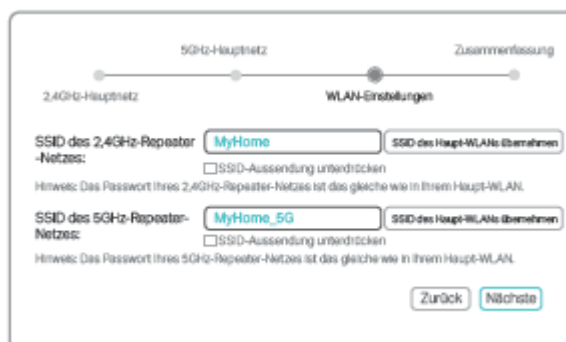 5GHz-Hauptnetz
Zusammenfassung
2,4GHz-Hauptnetz
WLAN-Einstellungen
SSID des 2,4GHz-Repeater
-Netzes:
MyHome
SSID des Haupt-WLANs übernehmen
SSID-Aussendung unterdrücken
Hinweis: Das Passwort Ihres 2,4GHz-Repeater-Netzes ist das gleiche wie in Ihrem Haupt-WLAN.
SSID des 5GHz-Repeater-
Netzes:
MyHome_5G
SSID des Haupt-WLANs übernehmen
SSID-Aussendung unterdrücken
Hinweis: Das Passwort Ihres 5GHz-Repeater-Netzes ist das gleiche wie in Ihrem Haupt-WLAN.
Zurück
Nächste